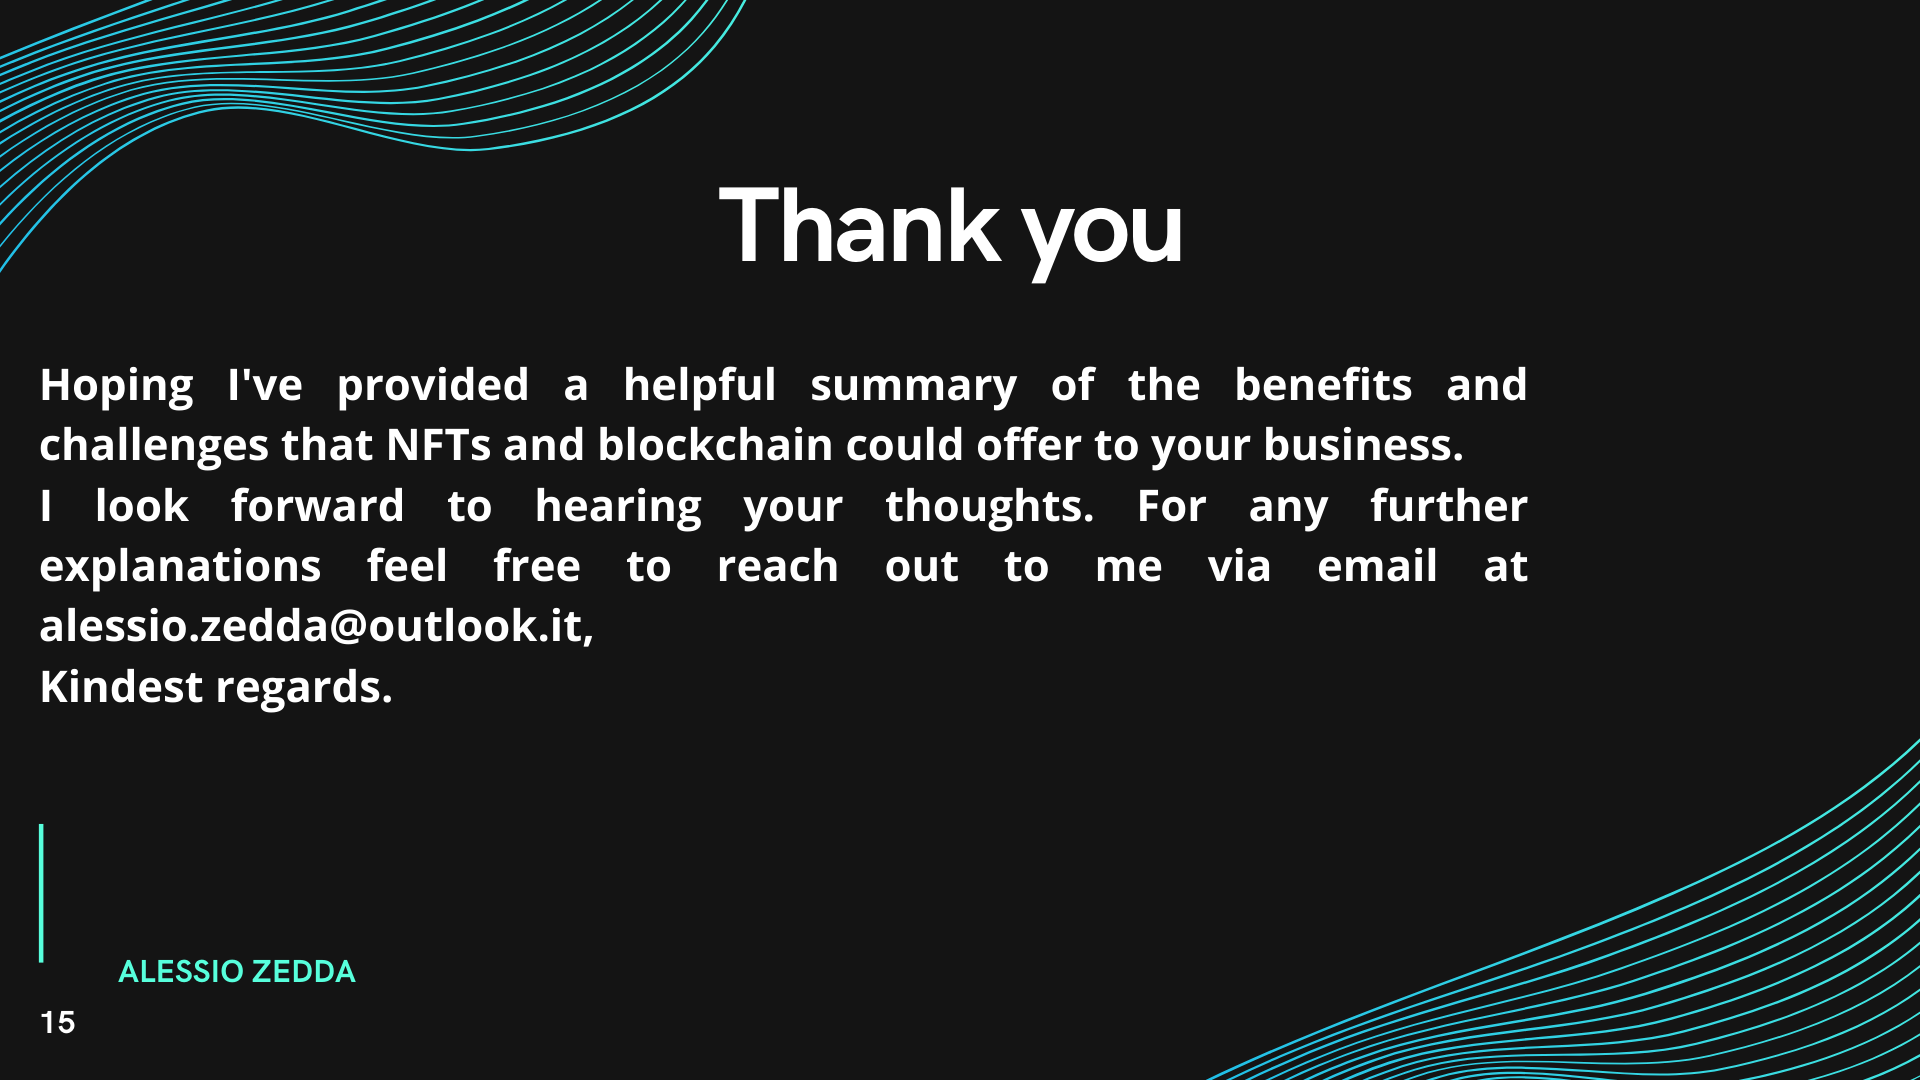 Thank you
Hoping I've provided a helpful summary of the benefits and
challenges that NFTs and blockchain could offer to your business.
I look forward to hearing your thoughts. For any further
explanations feel free to reach out to me via email at
alessio.zedda@outlook.it,
Kindest regards.
ALESSIO ZEDDA
15